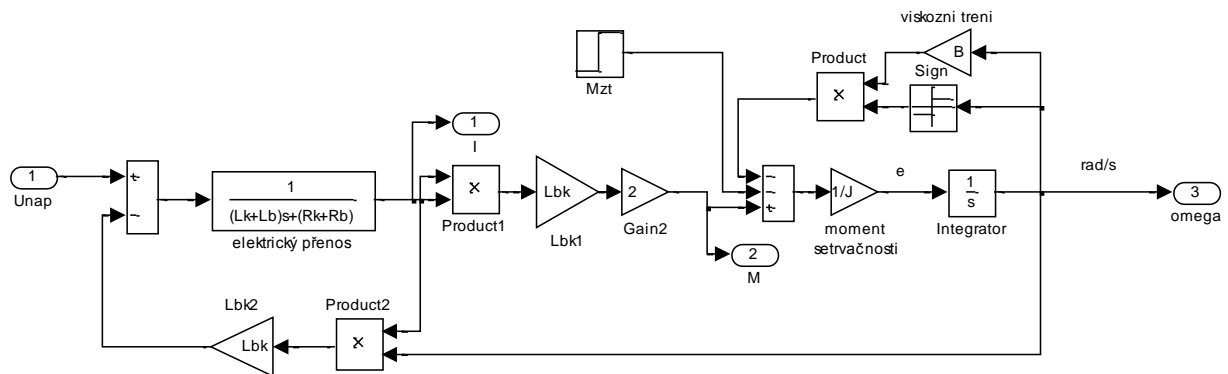 viskozni treni
B
Product
Sign
×
Mzt
1
I
1
Unap
+
−
1
(Lk+Lb)s+(Rk+Rb)
elektrický přenos
×
Product1
Lbk
Lbk1
2
Gain2
−
−
+
1/J
moment
setrvačnosti
e
1
s
Integrator
rad/s
3
omega
2
M
Lbk2
Lbk
Product2
×